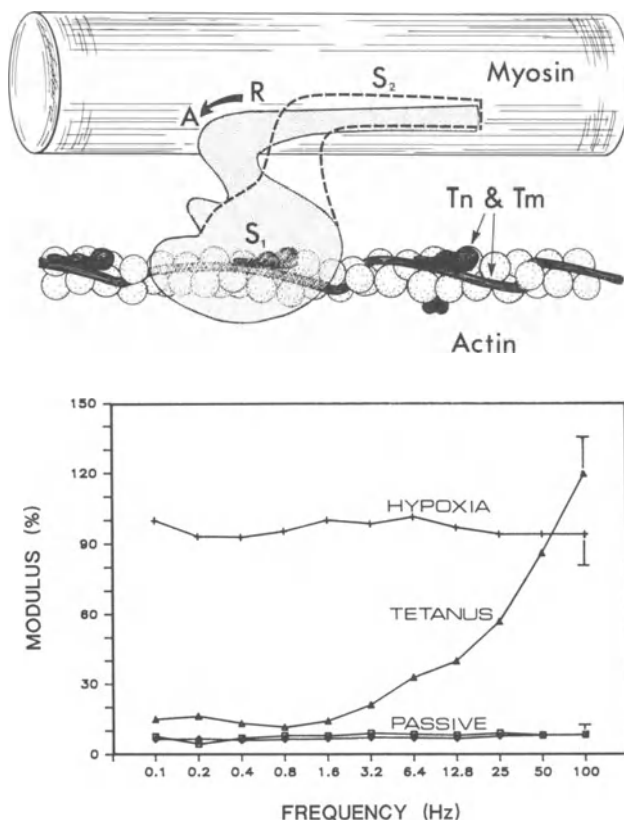 S₂
Myosin
A R
S₁
Tn & Tm
Actin
150
120
90
60
30
0
MODULUS (%)
HYPOXIA
TETANUS
PASSIVE
0.1 0.2 0.4 0.8 1.6 3.2 6.4 12.8 25 50 100
FREQUENCY (Hz)